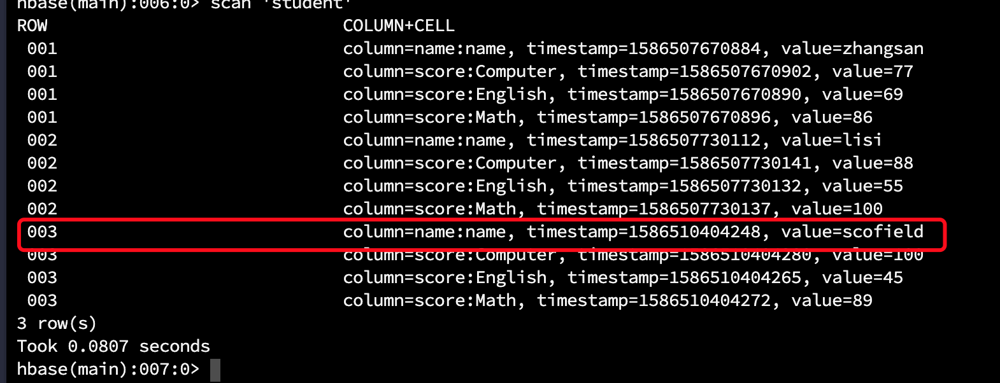 hbase(main):006:0> scan 'student'
ROW COLUMN+CELL
001 column=name:name, timestamp=1586507670884, value=zhangsan
001 column=score:Computer, timestamp=1586507670902, value=77
001 column=score:English, timestamp=1586507670890, value=69
001 column=score:Math, timestamp=1586507670896, value=86
002 column=name:name, timestamp=1586507730112, value=lisi
002 column=score:Computer, timestamp=1586507730141, value=88
002 column=score:English, timestamp=1586507730132, value=55
002 column=score:Math, timestamp=1586507730137, value=100
003 column=name:name, timestamp=1586510404248, value=scofield
003 column=score:Computer, timestamp=1586510404280, value=100
003 column=score:English, timestamp=1586510404265, value=45
003 column=score:Math, timestamp=1586510404272, value=89
3 row(s)
Took 0.0807 seconds
hbase(main):007:0>